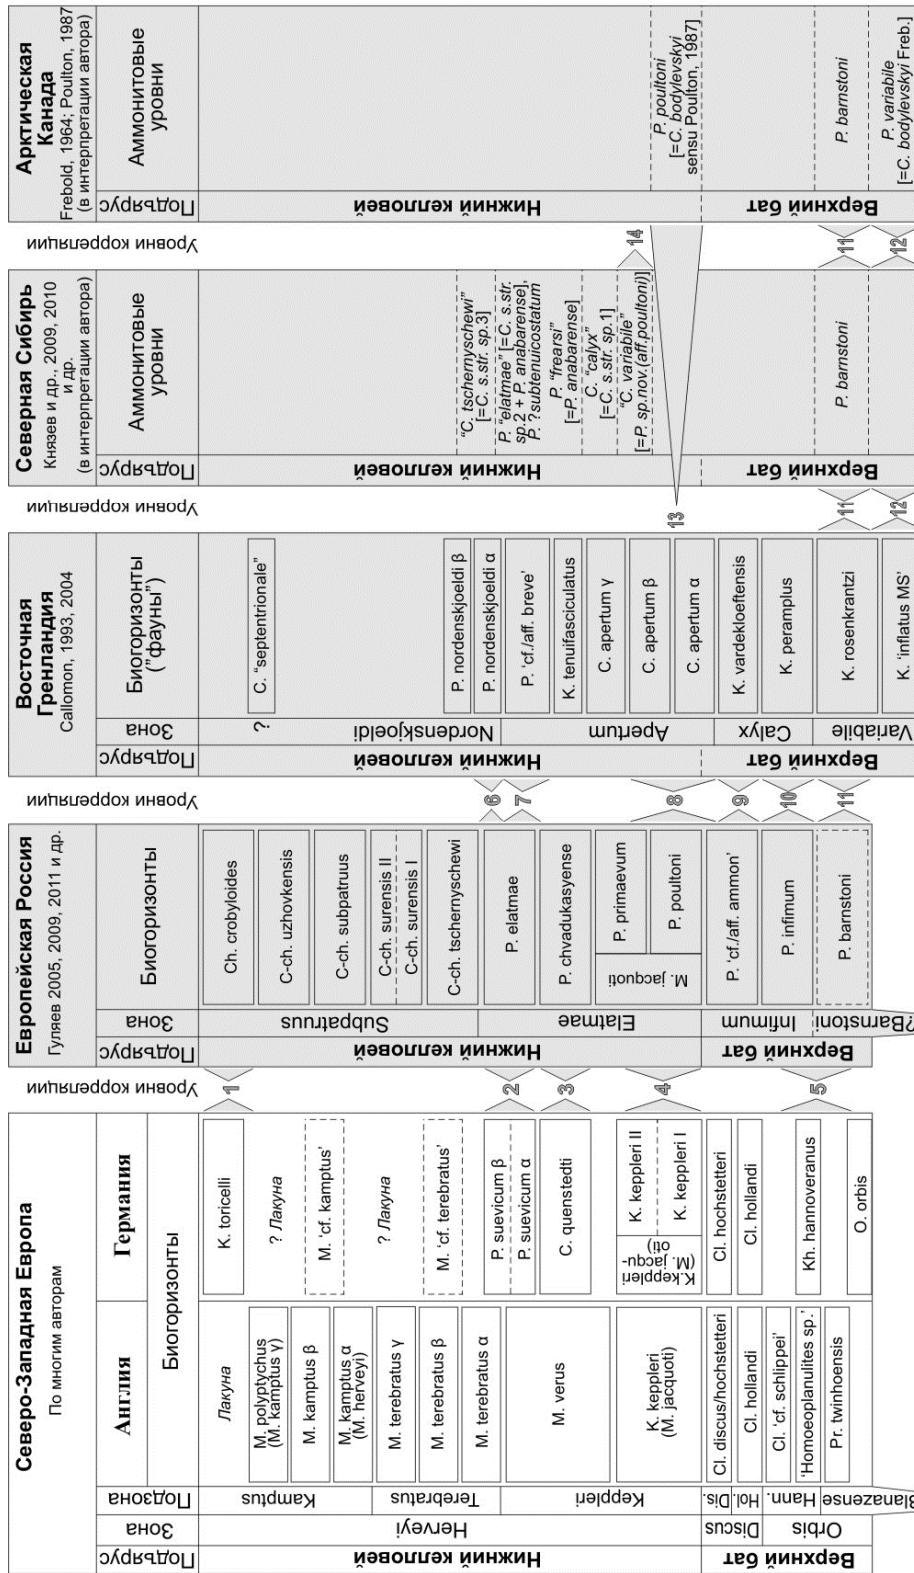 Северо-Западная Европа
По многим авторам
Подъярус
Зона
Подзона
Англия
Германия
Биогоризонты
Нижний келловей
Верхний бат
Herveyi
Discus
Orbis
Kamptus
Terebratus
Keppleri
Dis.
Hol.
Hann.
Blanazense
Лакуна
M. polyptychus
(M. kamptus γ)
M. kamptus β
M. kamptus α
(M. herveyi)
M. terebratus γ
M. terebratus β
M. terebratus α
M. verus
K. keppleri
(M. jacquoti)
Cl. discus/hochstetteri
Cl. hollandi
Cl. ‘cf. schlippei’
‘Homoeoplanulites sp.’
Pr. twinhoensis
K. toricelli
? Лакуна
M. ‘cf. kamptus’
? Лакуна
M. ‘cf. terebratus’
P. suevicum β
P. suevicum α
C. quenstedti
K.keppleri
(M. jacqu-
oti)
K. keppleri II
K. keppleri I
Cl. hochstetteri
Cl. hollandi
Kh. hannoveranus
O. orbis
Уровни корреляции
1
2
3
4
5
Европейская Россия
Гуляев 2005, 2009, 2011 и др.
Подъярус
Зона
Биогоризонты
Нижний келловей
Верхний бат
Subpatruus
Elatmae
Infimum
?Barnstoni
Ch. crobyloides
C-ch. uzhovkensis
C-ch. subpatruus
C-ch. surensis II
C-ch. surensis I
C-ch. tschernyschewi
P. elatmae
P. chvadukasyense
M. jacquoti
P. primaevum
P. poultoni
P. ‘cf./aff. ammon’
P. infimum
P. barnstoni
Уровни корреляции
6
7
8
9
10
11
Восточная
Гренландия
Callomon, 1993, 2004
Подъярус
Зона
Биогоризонты
("фауны")
Нижний келловей
Верхний бат
?
Nordenskjoeldi
Apertum
Calyx
Variabile
C. “septentrionale”
P. nordenskjoeldi β
P. nordenskjoeldi α
P. ‘cf./aff. breve’
K. tenuifasciculatus
C. apertum γ
C. apertum β
C. apertum α
K. vardekloeftensis
K. peramplus
K. rosenkrantzi
K. ‘inflatus MS’
Уровни корреляции
13
11
12
Северная Сибирь
Князев и др., 2009, 2010
и др.
(в интерпретации автора)
Подъярус
Аммонитовые
уровни
Нижний келловей
Верхний бат
“C. tschernyschewi”
[=C. s.str. sp.3]
P. “elatmae” [=C. s.str.
sp.2 + P. anabarense],
P. ?subtenuicostatum
P. “frearsi”
[=P. anabarense]
C. “calyx”
[=C. s.str. sp.1]
“C. variabile”
[=P. sp.nov.(aff.poultoni)]
P. barnstoni
Уровни корреляции
14
11
12
Арктическая
Канада
Frebold, 1964; Poulton, 1987
(в интерпретации автора)
Подъярус
Аммонитовые
уровни
Нижний келловей
Верхний бат
P. poultoni
[=C. bodylevskyi
sensu Poulton, 1987]
P. barnstoni
P. variabile
[=C. bodylevskyi Freb.]